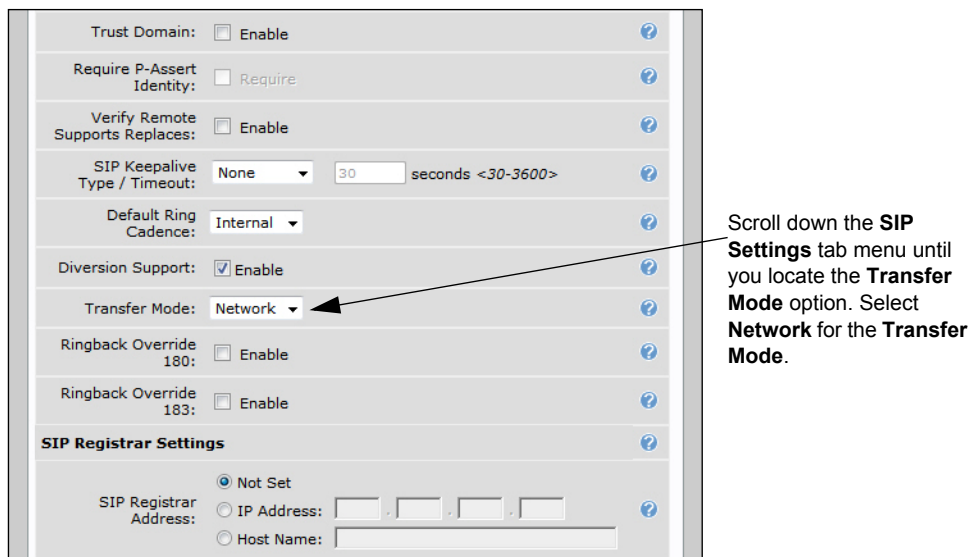 Trust Domain: Enable
Require P-Assert
Identity: Require
Verify Remote
Supports Replaces: Enable
SIP Keepalive
Type / Timeout: None 30 seconds <30-3600>
Default Ring
Cadence: Internal
Diversion Support: Enable
Transfer Mode: Network
Ringback Override
180: Enable
Ringback Override
183: Enable
SIP Registrar Settings
SIP Registrar
Address:
Not Set
IP Address: . . .
Host Name:
Scroll down the SIP
Settings tab menu until
you locate the Transfer
Mode option. Select
Network for the Transfer
Mode.